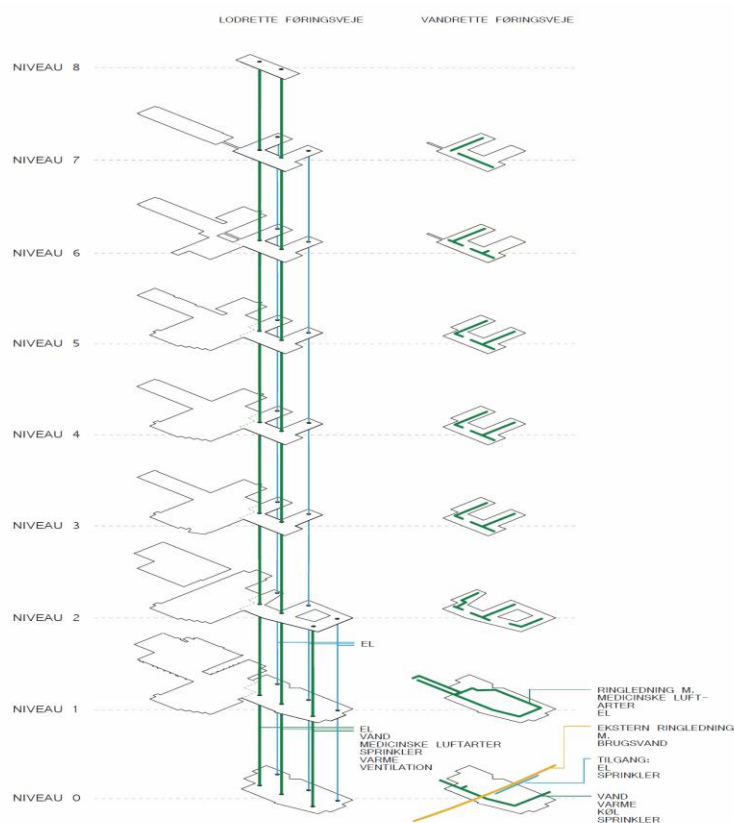 LODRETTE FØRINGSVEJE
VANDRETTE FØRINGSVEJE
NIVEAU 8
NIVEAU 7
NIVEAU 6
NIVEAU 5
NIVEAU 4
NIVEAU 3
NIVEAU 2
EL
NIVEAU 1
RINGLEDNING M.
MEDICINSKE LUFT-
ARTER
EL
EL
VAND
MEDICINSKE LUFTARTER
SPRINKLER
VARME
VENTILATION
EKSTERN RINGLEDNING
M.
BRUGSVAND
TILGANG:
EL
SPRINKLER
NIVEAU 0
VAND
VARME
KØL
SPRINKLER